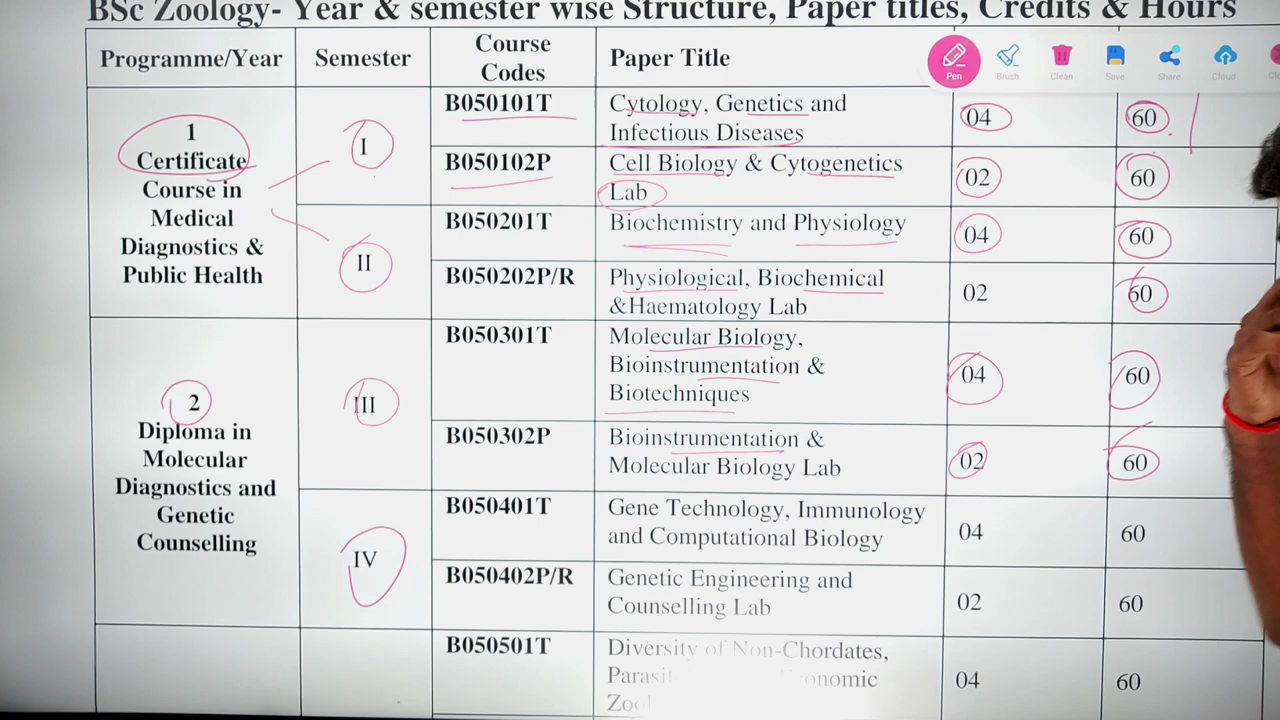 BSc Zoology- Year & semester wise Structure, Paper titles, Credits & Hours
Programme/Year
Semester
Course
Codes
Paper Title
Pen
Brush
Clean
Save
Share
Cloud
1
Certificate
Course in
Medical
Diagnostics &
Public Health
I
B050101T
Cytology, Genetics and
Infectious Diseases
04
60
B050102P
Cell Biology & Cytogenetics
Lab
02
60
II
B050201T
Biochemistry and Physiology
04
60
B050202P/R
Physiological, Biochemical
&Haematology Lab
02
60
2
Diploma in
Molecular
Diagnostics and
Genetic
Counselling
III
B050301T
Molecular Biology,
Bioinstrumentation &
Biotechniques
04
60
B050302P
Bioinstrumentation &
Molecular Biology Lab
02
60
IV
B050401T
Gene Technology, Immunology
and Computational Biology
04
60
B050402P/R
Genetic Engineering and
Counselling Lab
02
60
B050501T
Diversity of Non-Chordates,
04
60